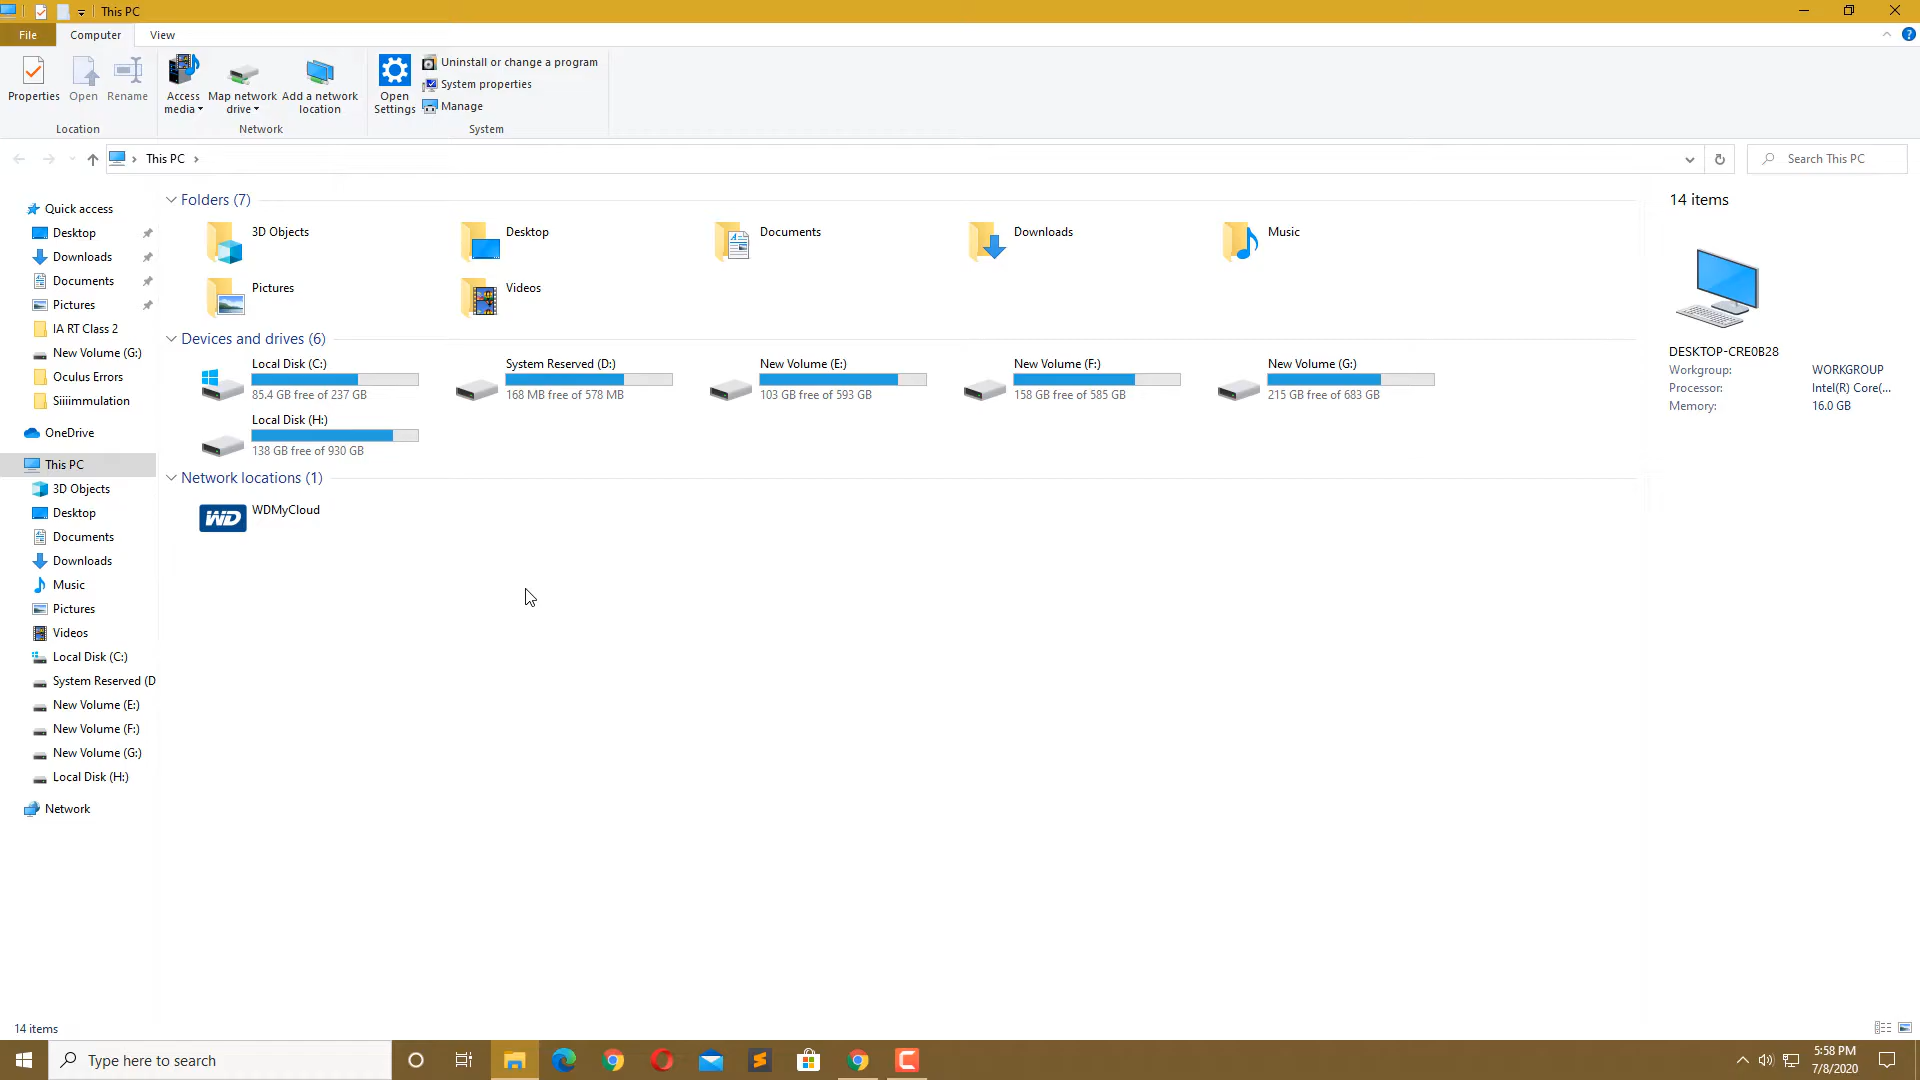 This PC
File
Computer
View
Properties
Open
Rename
Access media
Map network drive
Add a network location
Open Settings
Uninstall or change a program
System properties
Manage
Location
Network
System
This PC
Search This PC
Quick access
Desktop
Downloads
Documents
Pictures
IA RT Class 2
New Volume (G:)
Oculus Errors
Siiiimmulation
OneDrive
This PC
3D Objects
Desktop
Documents
Downloads
Music
Pictures
Videos
Local Disk (C:)
System Reserved (D
New Volume (E:)
New Volume (F:)
New Volume (G:)
Local Disk (H:)
Network
Folders (7)
3D Objects
Desktop
Documents
Downloads
Music
Pictures
Videos
Devices and drives (6)
Local Disk (C:)
85.4 GB free of 237 GB
System Reserved (D:)
168 MB free of 578 MB
New Volume (E:)
103 GB free of 593 GB
New Volume (F:)
158 GB free of 585 GB
New Volume (G:)
215 GB free of 683 GB
Local Disk (H:)
138 GB free of 930 GB
Network locations (1)
WD
WDMyCloud
14 items
DESKTOP-CRE0B28
Workgroup: WORKGROUP
Processor: Intel(R) Core(...
Memory: 16.0 GB
14 items
Type here to search
5:58 PM
7/8/2020